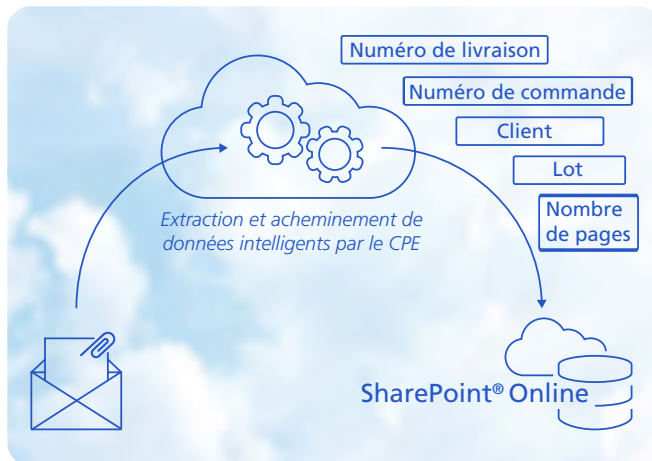 Numéro de livraison
Numéro de commande
Client
Lot
Nombre
de pages
Extraction et acheminement de
données intelligents par le CPE
SharePoint® Online